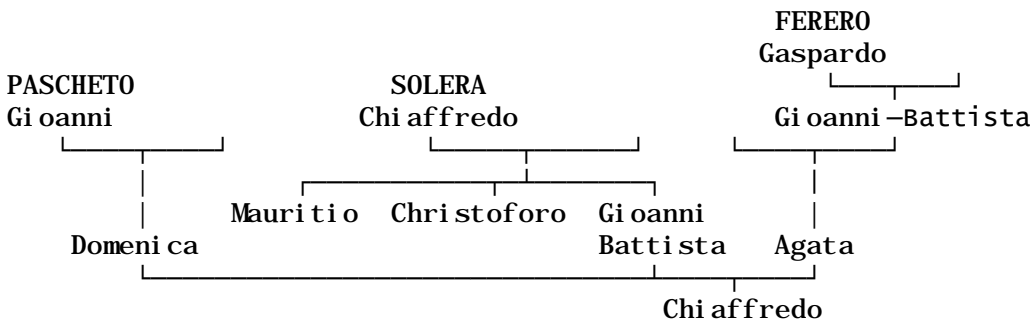 FERERO
Gaspardo
PASCHETO SOLERA
Gioanni Chiaffredo Gioanni-Battista
Mauritio Christoforo Gioanni
Domenica Battista Agata
Chiaffredo